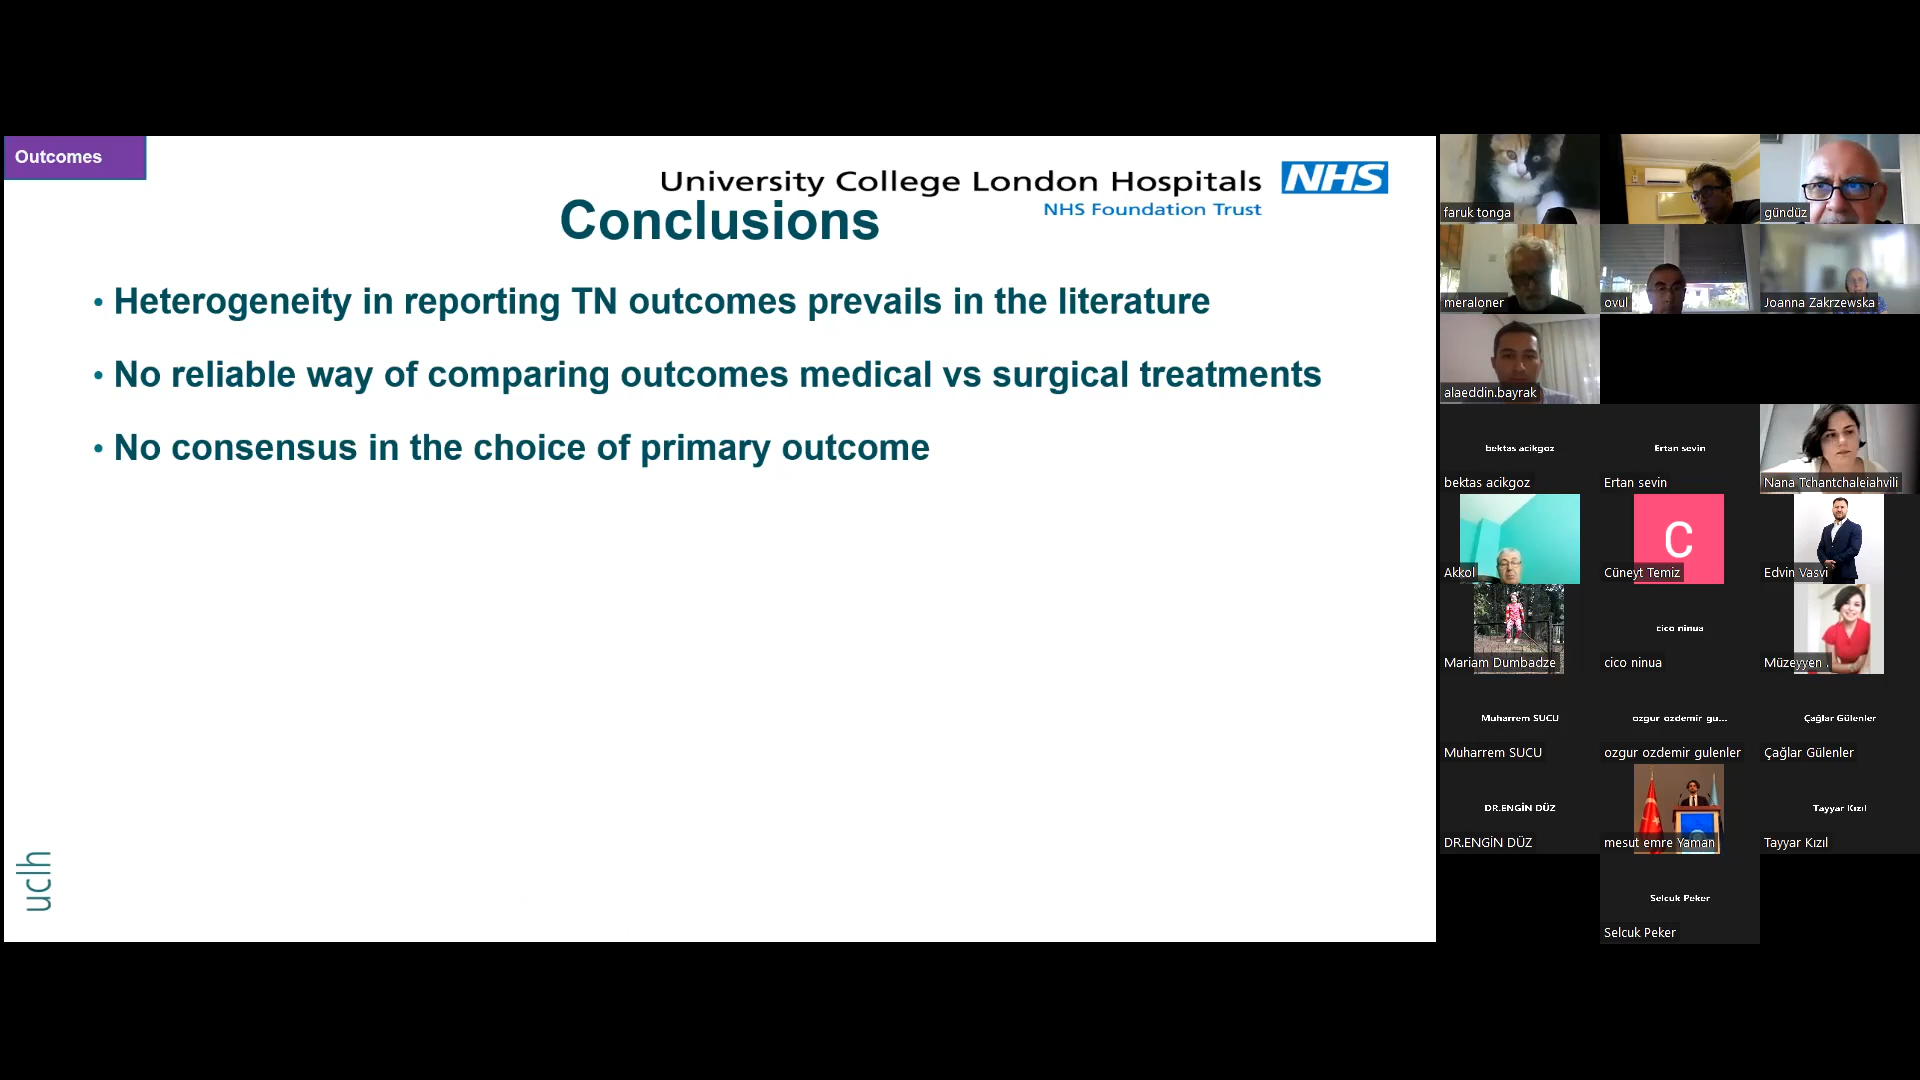 Outcomes
University College London Hospitals
NHS
NHS Foundation Trust
Conclusions
• Heterogeneity in reporting TN outcomes prevails in the literature
• No reliable way of comparing outcomes medical vs surgical treatments
• No consensus in the choice of primary outcome
uclh
faruk tonga
gündüz
meraloner
ovul
Joanna Zakrzewska
alaeddin.bayrak
bektas acikgoz
Ertan sevin
bektas acikgoz
Ertan sevin
Nana Tchantchaleiahvili
C
Akkol
Cüneyt Temiz
Edvin Vasvi
cico ninua
Mariam Dumbadze
cico ninua
Müzeyyen .
Muharrem SUCU
ozgur ozdemir gu...
Çağlar Gülenler
Muharrem SUCU
ozgur ozdemir gulenler
Çağlar Gülenler
DR.ENGİN DÜZ
Tayyar Kızıl
DR.ENGİN DÜZ
mesut emre Yaman
Tayyar Kızıl
Selcuk Peker
Selcuk Peker